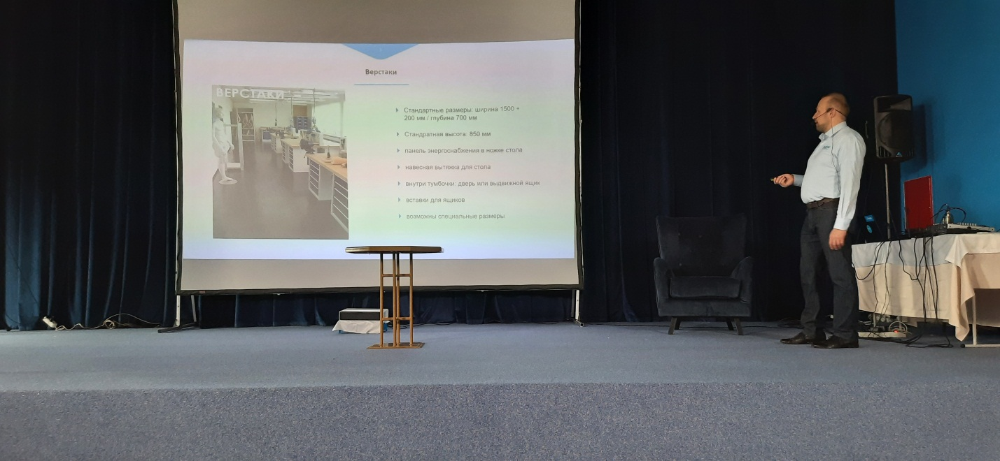 Верстаки
ВЕРСТАКИ
Стандартные размеры: ширина 1500 +
200 мм / глубина 700 мм
Стандратная высота: 850 мм
панель энергоснабжения в ножке стола
навесная вытяжка для стола
внутри тумбочки: дверь или выдвижной ящик
вставки для ящиков
возможны специальные размеры